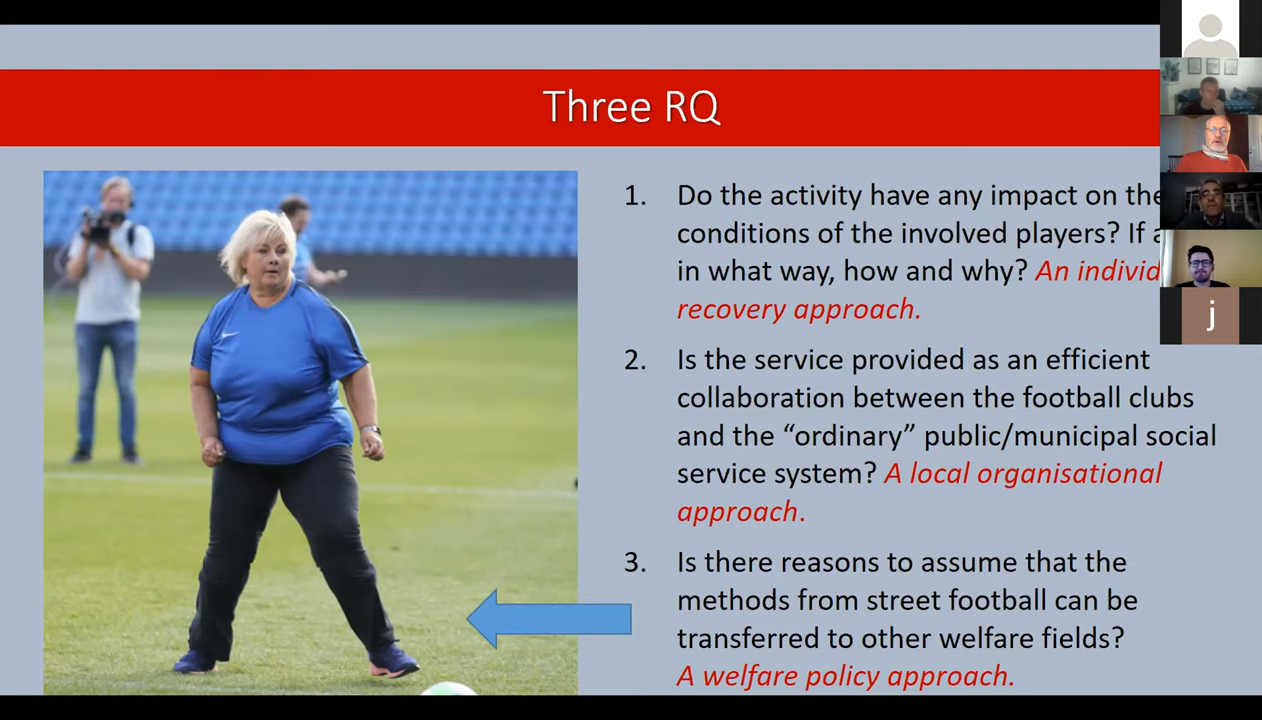 Three RQ
1. Do the activity have any impact on the
conditions of the involved players? If a
in what way, how and why? An individ
recovery approach.
2. Is the service provided as an efficient
collaboration between the football clubs
and the “ordinary” public/municipal social
service system? A local organisational
approach.
3. Is there reasons to assume that the
methods from street football can be
transferred to other welfare fields?
A welfare policy approach.
j